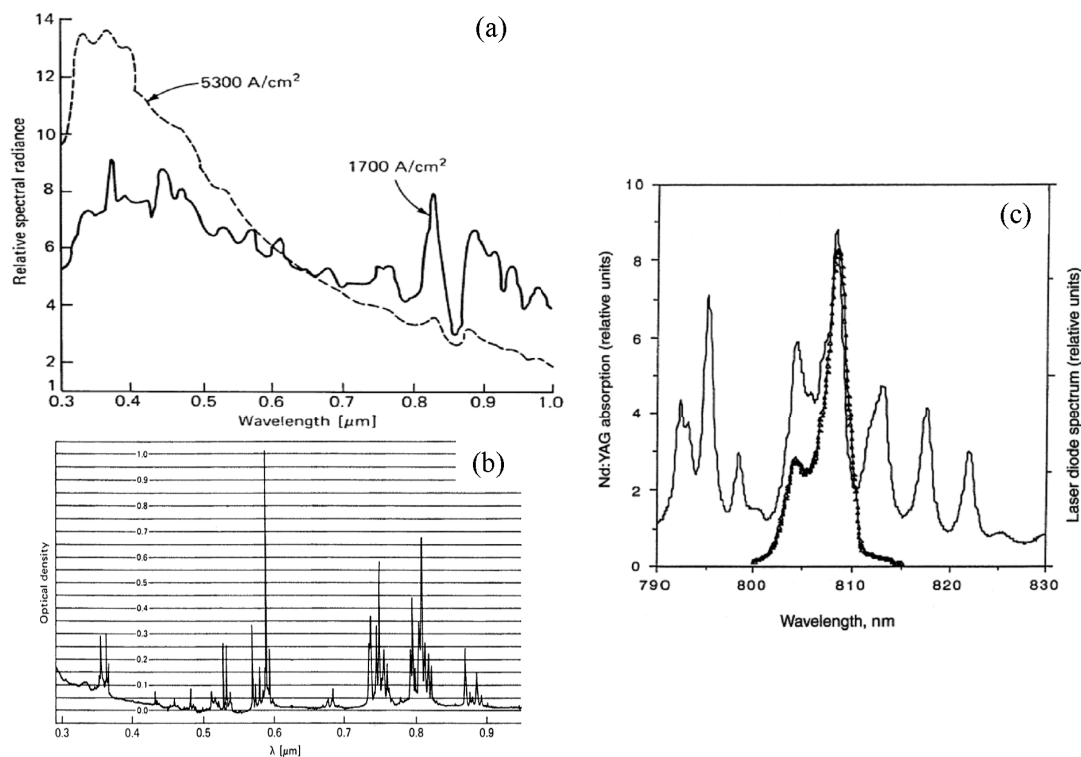 (a)
14
12
10
8
6
4
2
1
Relative spectral radiance
5300 A/cm²
1700 A/cm²
0.3 0.4 0.5 0.6 0.7 0.8 0.9 1.0
Wavelength [μm]
(b)
1.0
0.9
0.8
0.7
0.6
0.5
0.4
0.3
0.2
0.1
0.0
Optical density
0.3 0.4 0.5 0.6 0.7 0.8 0.9
λ [μm]
(c)
10
8
6
4
2
0
Nd:YAG absorption (relative units)
Laser diode spectrum (relative units)
790 800 810 820 830
Wavelength, nm